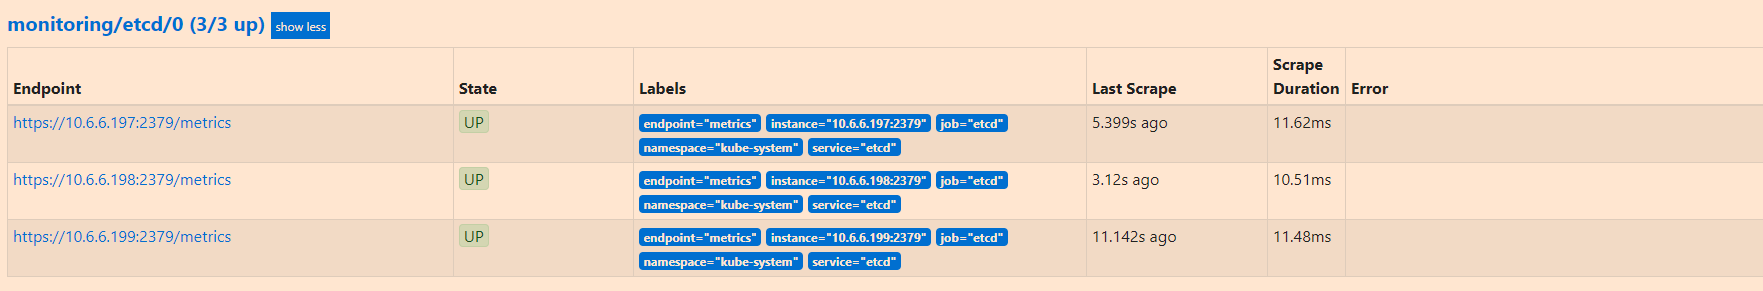 monitoring/etcd/0 (3/3 up) show less
Endpoint State Labels Last Scrape Scrape Duration Error
https://10.6.6.197:2379/metrics UP endpoint="metrics" instance="10.6.6.197:2379" job="etcd" 5.399s ago 11.62ms
namespace="kube-system" service="etcd"
https://10.6.6.198:2379/metrics UP endpoint="metrics" instance="10.6.6.198:2379" job="etcd" 3.12s ago 10.51ms
namespace="kube-system" service="etcd"
https://10.6.6.199:2379/metrics UP endpoint="metrics" instance="10.6.6.199:2379" job="etcd" 11.142s ago 11.48ms
namespace="kube-system" service="etcd"